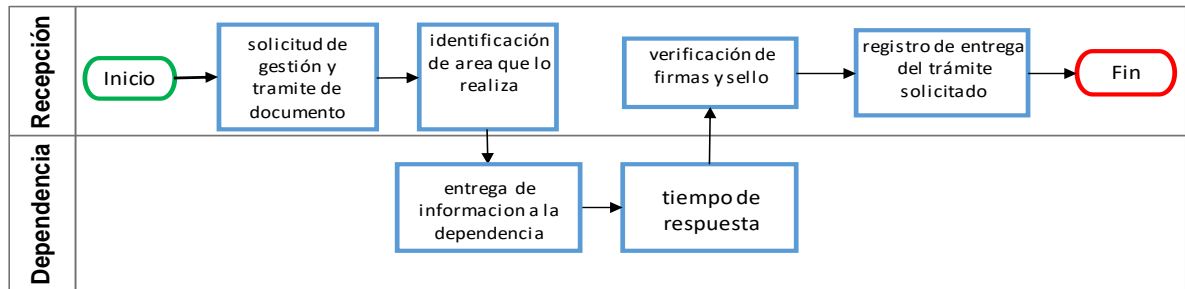 Recepción
Inicio
solicitud de
gestión y
tramite de
documento
identificación
de area que lo
realiza
verificación de
firmas y sello
registro de entrega
del trámite
solicitado
Fin
Dependencia
entrega de
informacion a la
dependencia
tiempo de
respuesta